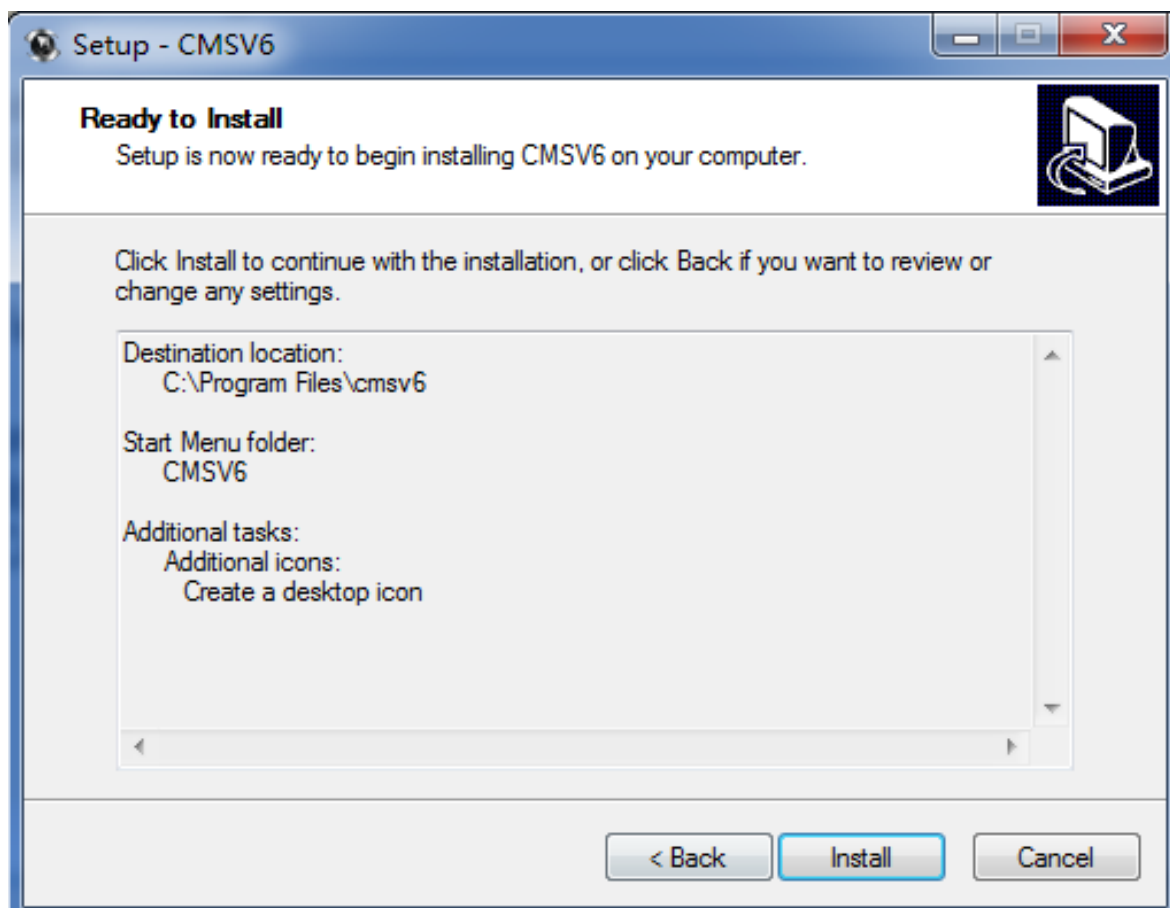 Setup - CMSV6
Ready to Install
Setup is now ready to begin installing CMSV6 on your computer.
Click Install to continue with the installation, or click Back if you want to review or
change any settings.
Destination location:
C:\Program Files\cmsv6
Start Menu folder:
CMSV6
Additional tasks:
Additional icons:
Create a desktop icon
< Back
Install
Cancel